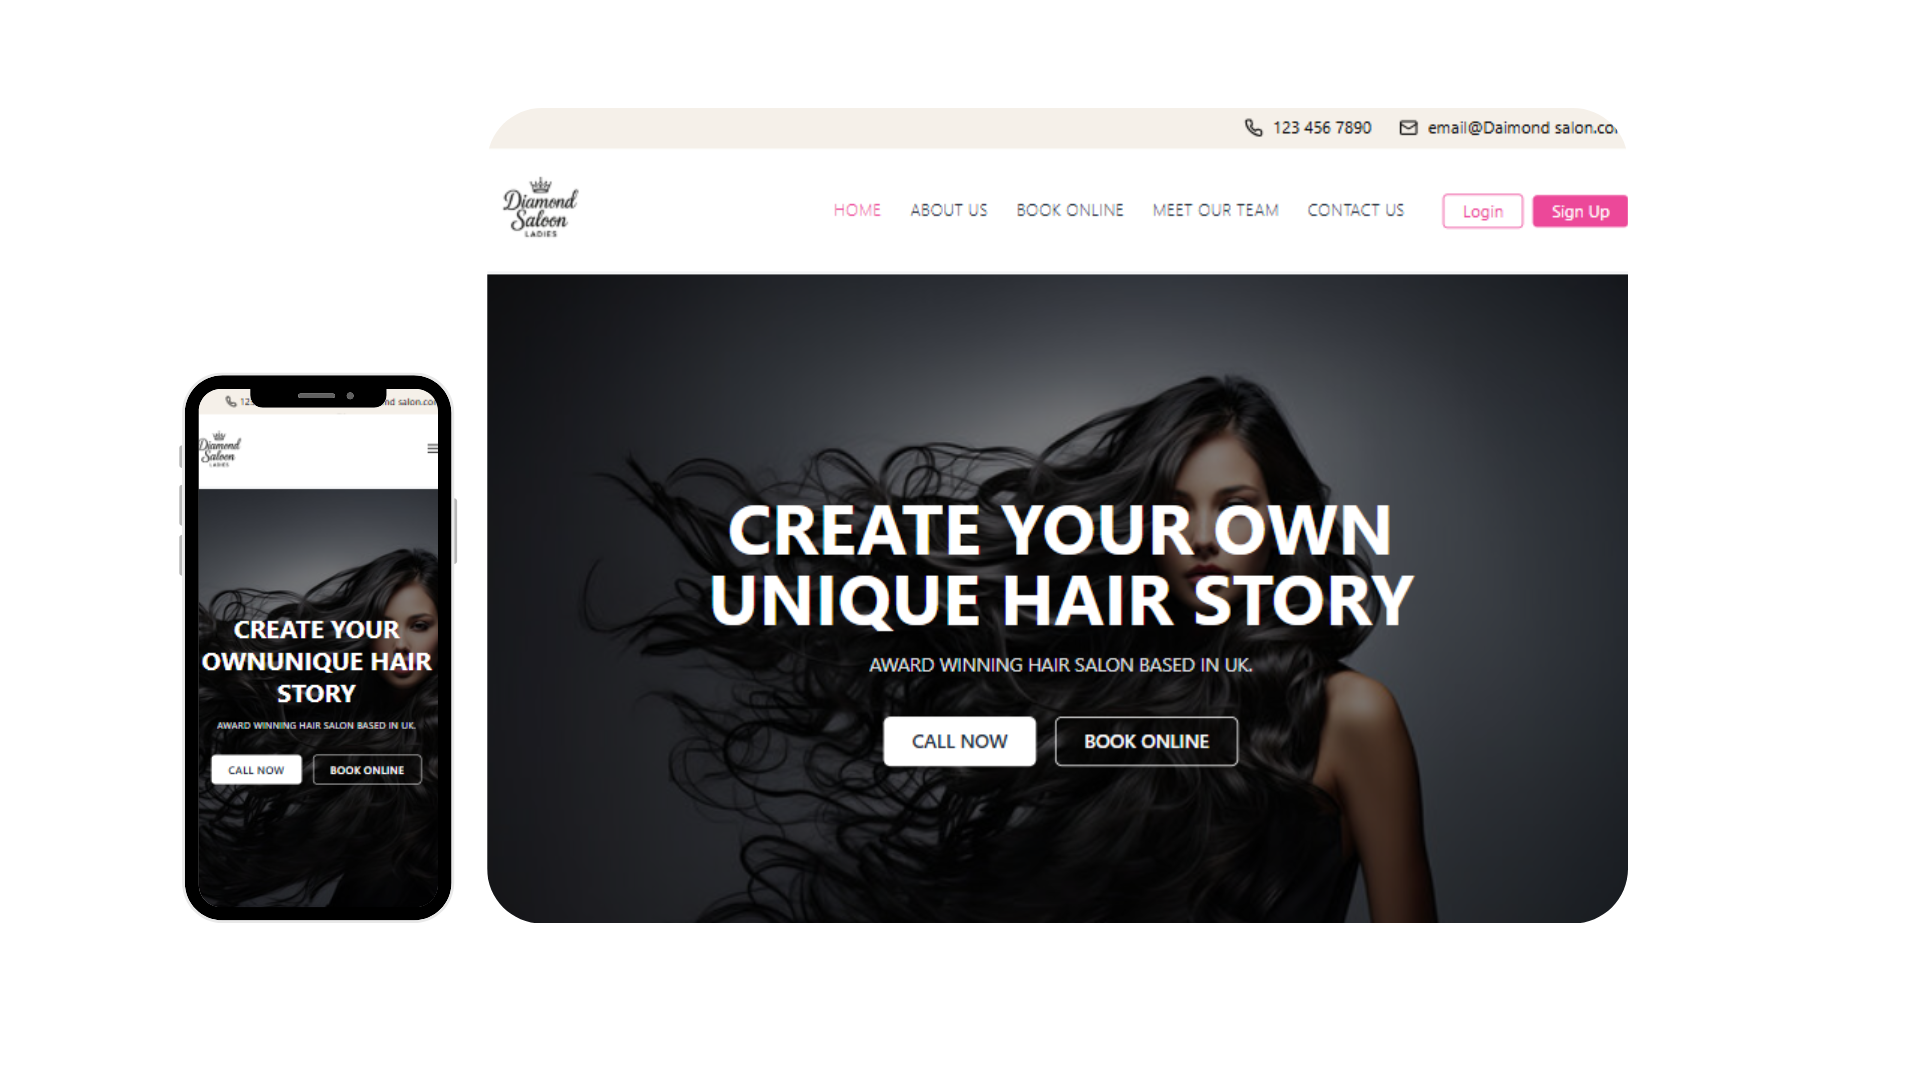 123 456 7890 email@Daimond salon.co
Diamond
Saloon
LADIES
HOME ABOUT US BOOK ONLINE MEET OUR TEAM CONTACT US Login Sign Up
CREATE YOUR OWN
UNIQUE HAIR STORY
AWARD WINNING HAIR SALON BASED IN UK.
CALL NOW BOOK ONLINE
12 nd salon.co
Diamond
Saloon
LADIES
CREATE YOUR
OWNUNIQUE HAIR
STORY
AWARD WINNING HAIR SALON BASED IN UK.
CALL NOW BOOK ONLINE